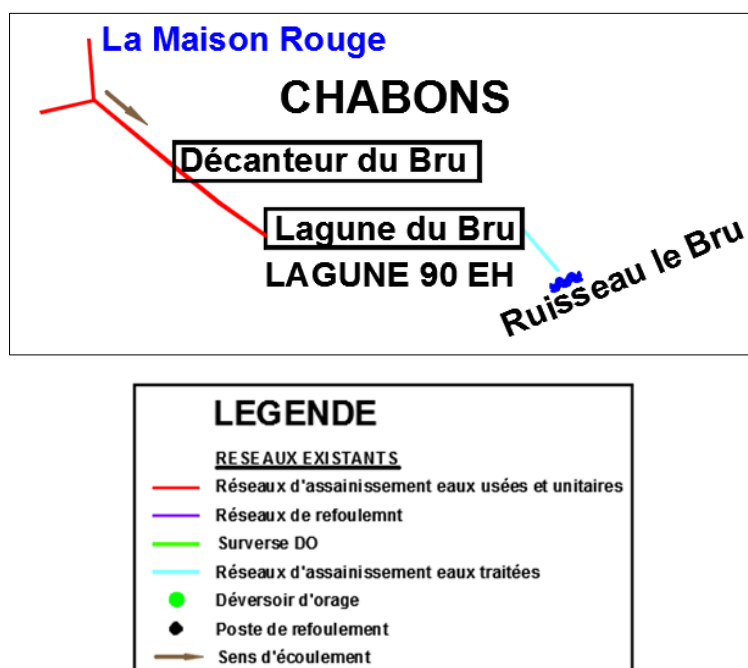 La Maison Rouge
CHABONS
Décanteur du Bru
Lagune du Bru
LAGUNE 90 EH
Ruisseau le Bru
LEGENDE
RESEAUX EXISTANTS
Réseaux d'assainissement eaux usées et unitaires
Réseaux de refoulemnt
Surverse DO
Réseaux d'assainissement eaux traitées
Déversoir d'orage
Poste de refoulement
Sens d'écoulement